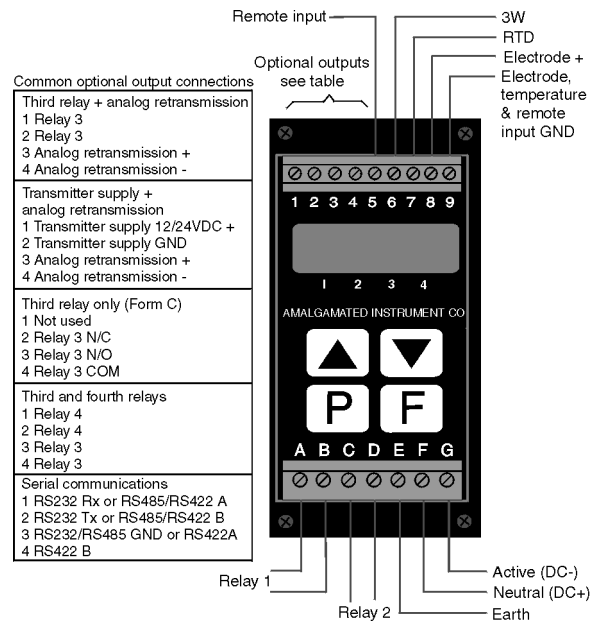 Remote input
3W
RTD
Electrode +
Electrode,
temperature
& remote
input GND
Optional outputs
see table
Common optional output connections
Third relay + analog retransmission
1 Relay 3
2 Relay 3
3 Analog retransmission +
4 Analog retransmission -
Transmitter supply +
analog retransmission
1 Transmitter supply 12/24VDC +
2 Transmitter supply GND
3 Analog retransmission +
4 Analog retransmission -
Third relay only (Form C)
1 Not used
2 Relay 3 N/C
3 Relay 3 N/O
4 Relay 3 COM
Third and fourth relays
1 Relay 4
2 Relay 4
3 Relay 3
4 Relay 3
Serial communications
1 RS232 Rx or RS485/RS422 A
2 RS232 Tx or RS485/RS422 B
3 RS232/RS485 GND or RS422A
4 RS422 B
1 2 3 4 5 6 7 8 9
1 2 3 4
AMALGAMATED INSTRUMENT CO
P F
A B C D E F G
Relay 1
Relay 2
Active (DC-)
Neutral (DC+)
Earth